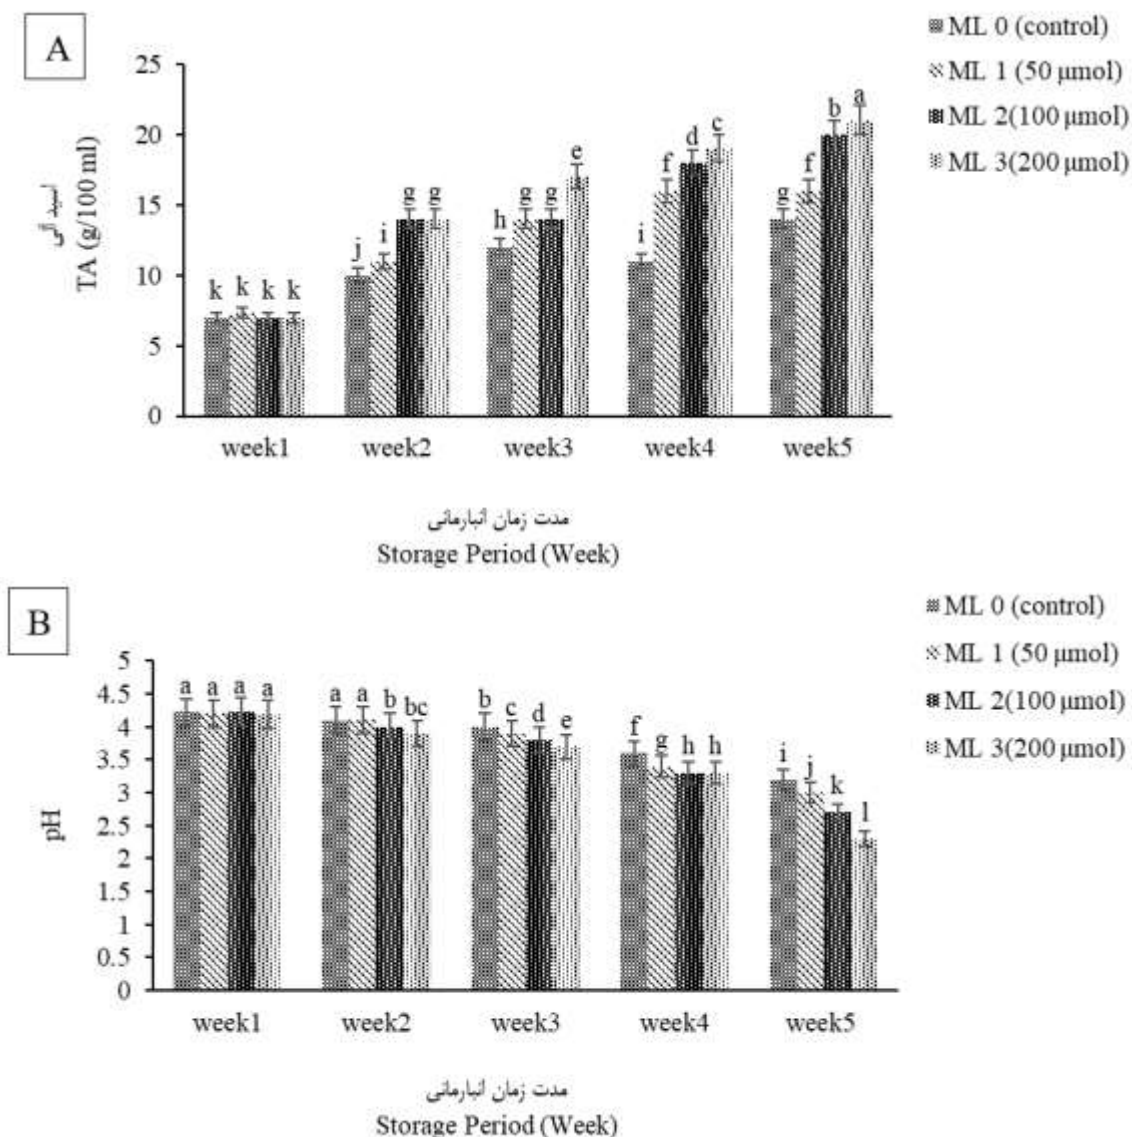 A
ML 0 (control)
ML 1 (50 µmol)
ML 2(100 µmol)
ML 3(200 µmol)
25
20
15
10
5
0
TA (g/100 ml)
k k k k
j i g g
h g g e
i f d c
g f b a
week1 week2 week3 week4 week5
مدت زمان انبارمانی
Storage Period (Week)
B
ML 0 (control)
ML 1 (50 µmol)
ML 2(100 µmol)
ML 3(200 µmol)
5
4.5
4
3.5
3
2.5
2
1.5
1
0.5
0
pH
a a a a
a a b bc
b c d e
f g h h
i j k l
week1 week2 week3 week4 week5
مدت زمان انبارمانی
Storage Period (Week)